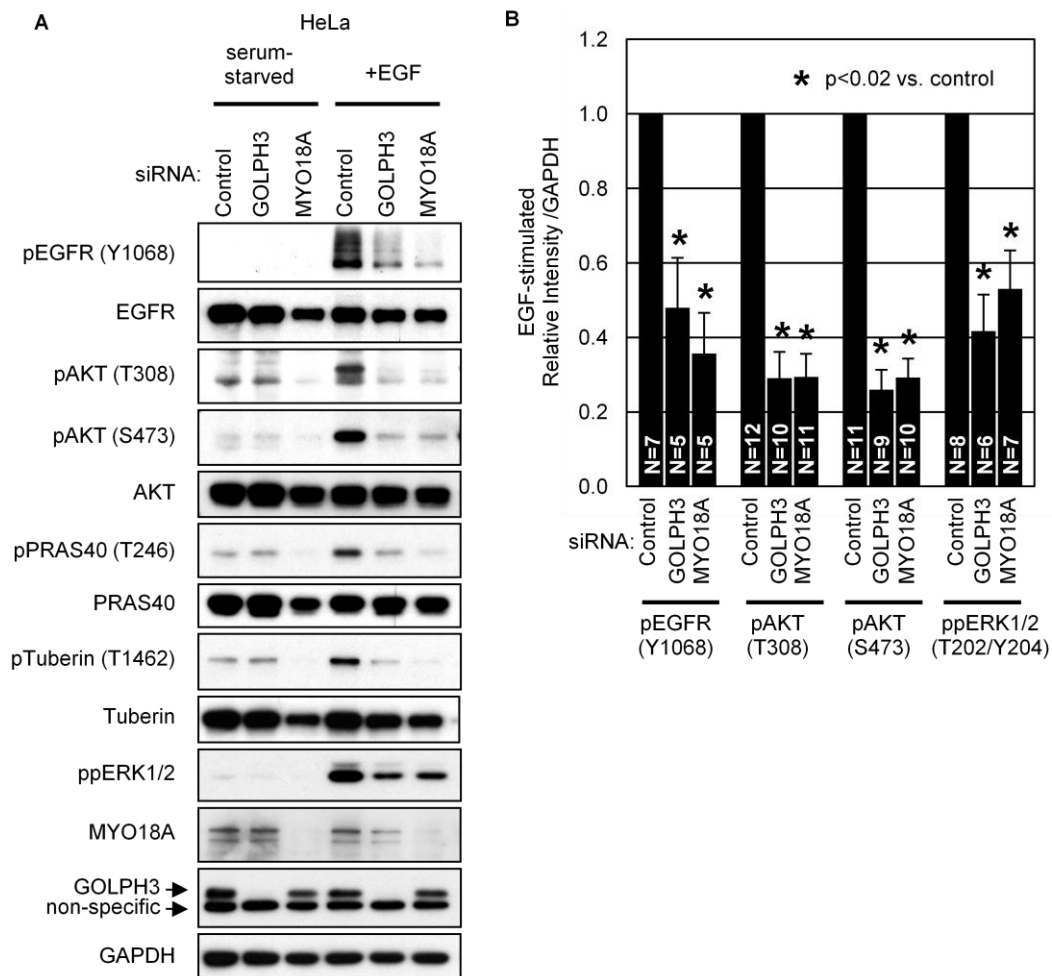 A
HeLa
serum-
starved
+EGF
siRNA:
Control
GOLPH3
MYO18A
Control
GOLPH3
MYO18A
pEGFR (Y1068)
EGFR
pAKT (T308)
pAKT (S473)
AKT
pPRAS40 (T246)
PRAS40
pTuberin (T1462)
Tuberin
ppERK1/2
MYO18A
GOLPH3
non-specific
GAPDH
B
EGF-stimulated
Relative Intensity /GAPDH
1.2
1.0
0.8
0.6
0.4
0.2
0.0
* p<0.02 vs. control
*
*
*
*
*
*
*
*
N=7
N=5
N=5
N=12
N=10
N=11
N=11
N=9
N=10
N=8
N=6
N=7
siRNA:
Control
GOLPH3
MYO18A
Control
GOLPH3
MYO18A
Control
GOLPH3
MYO18A
Control
GOLPH3
MYO18A
pEGFR
(Y1068)
pAKT
(T308)
pAKT
(S473)
ppERK1/2
(T202/Y204)